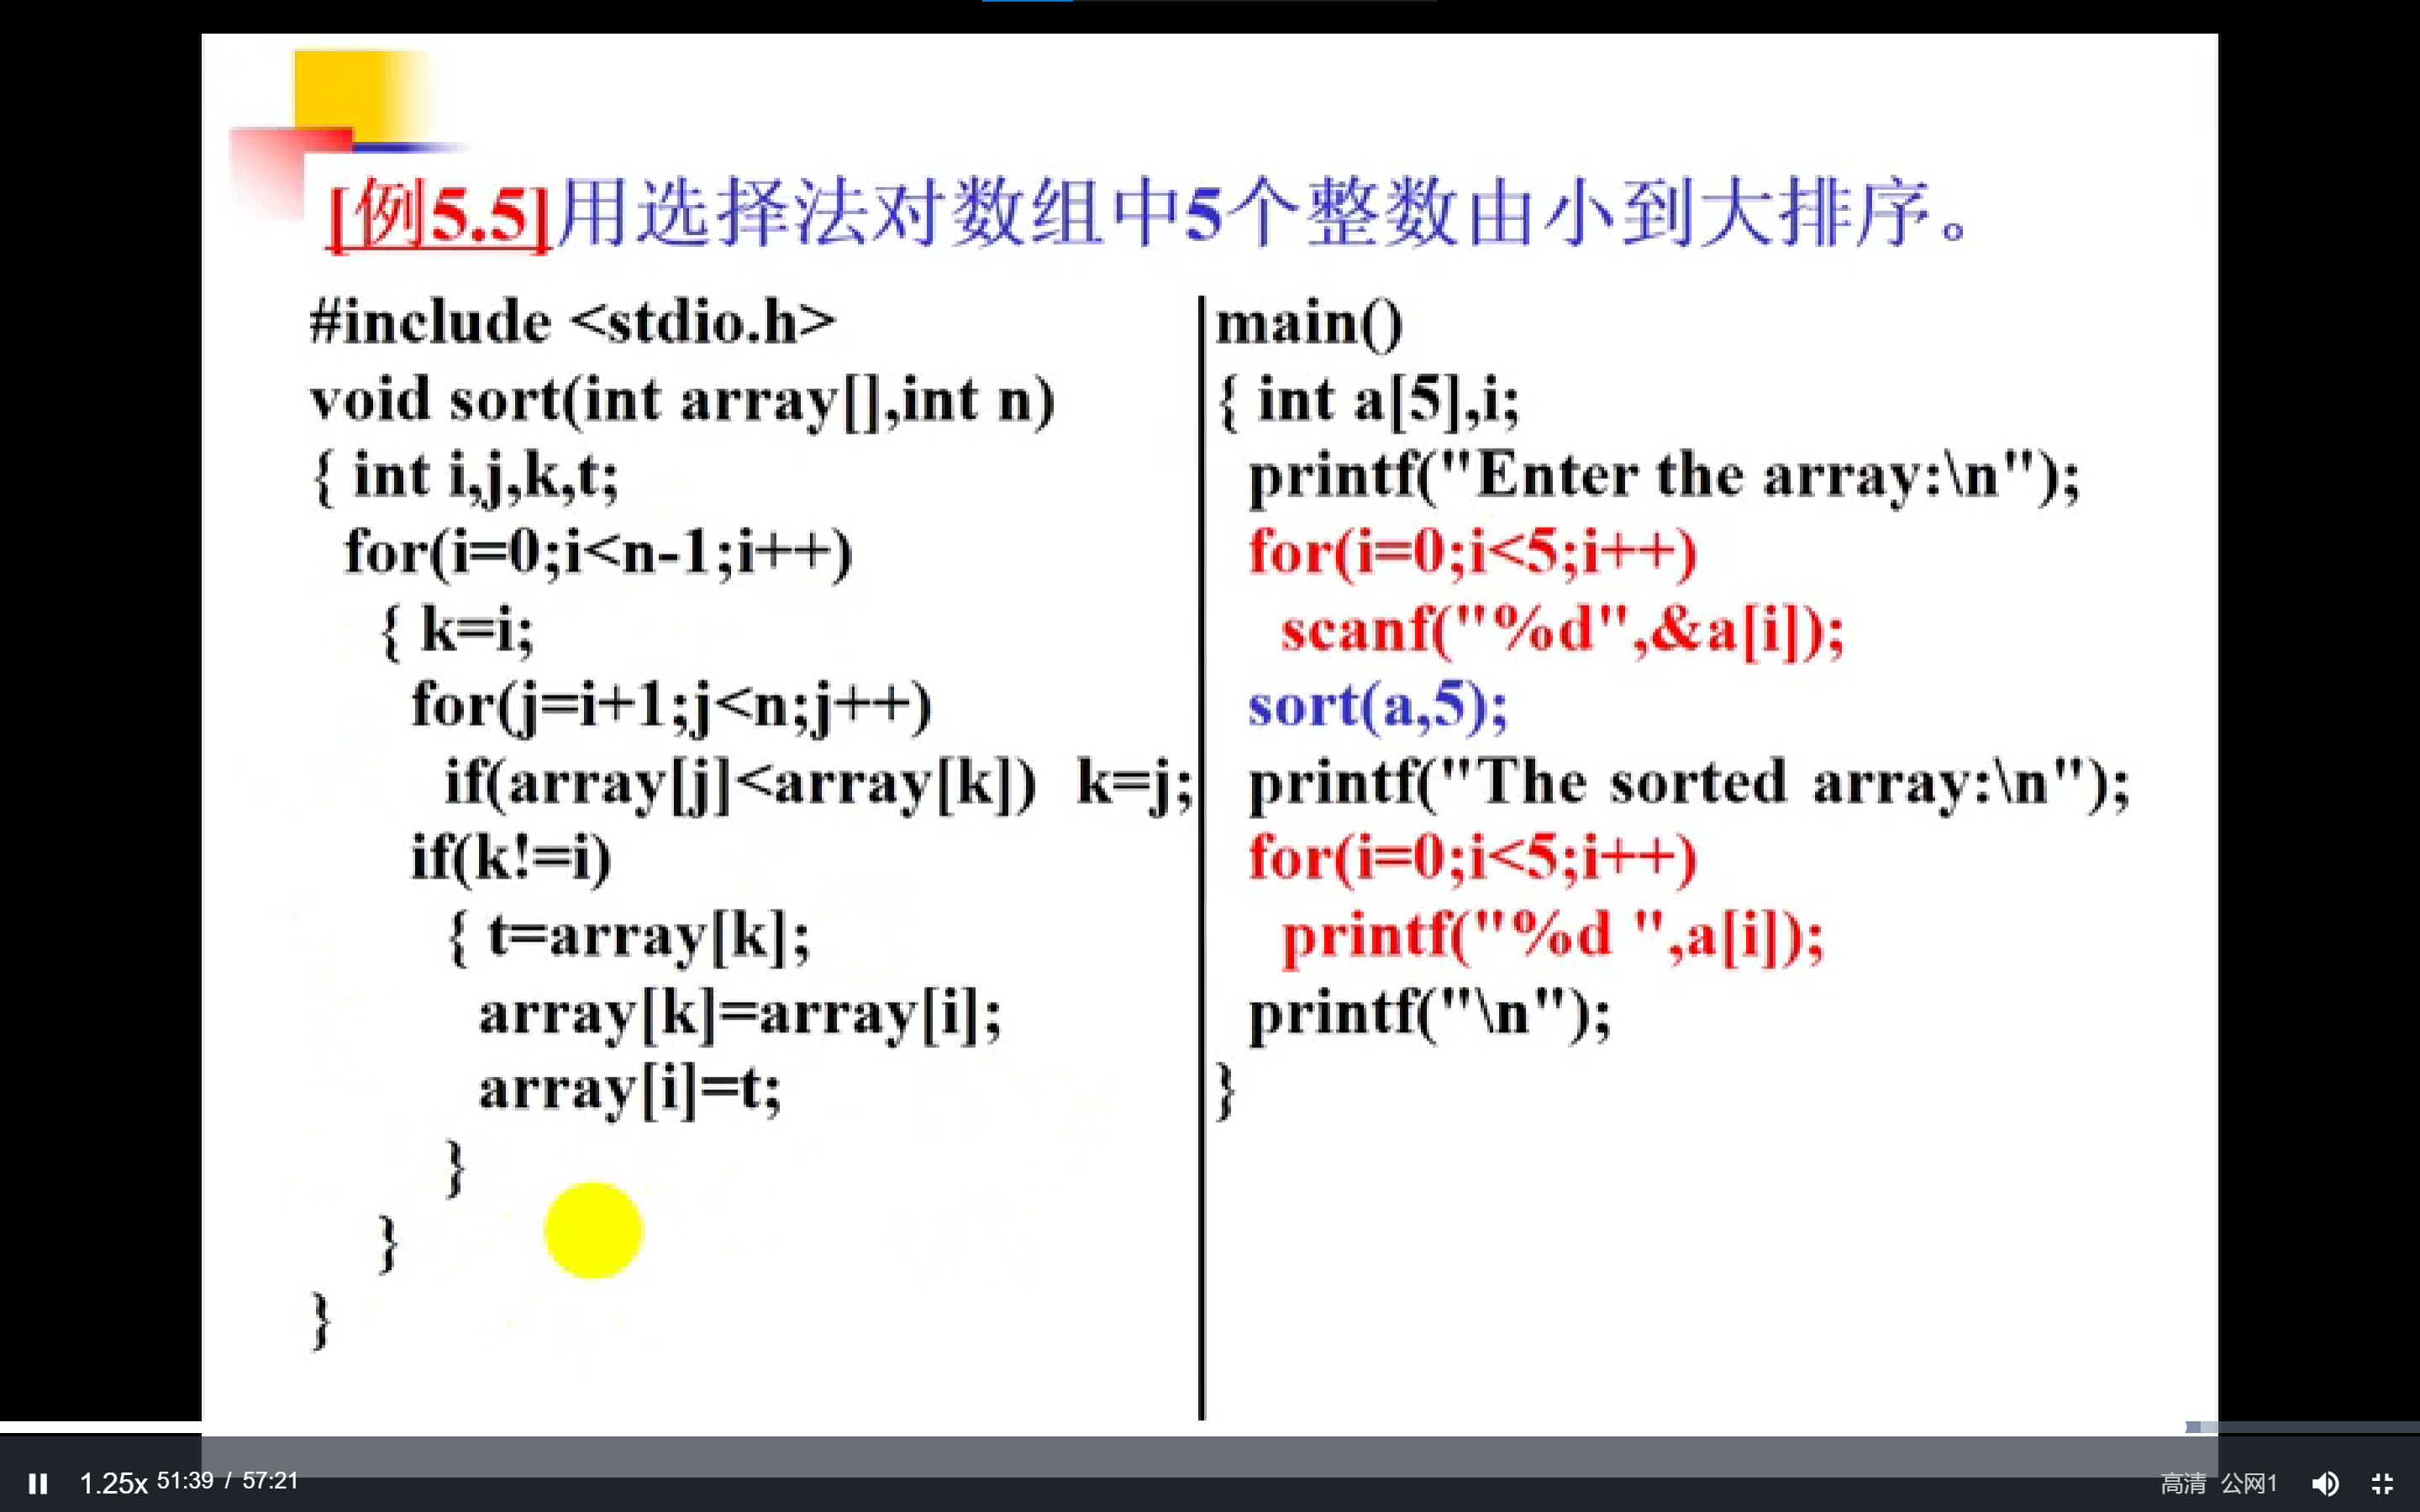 [例5.5]用选择法对数组中5个整数由小到大排序。
#include <stdio.h>
void sort(int array[],int n)
{ int i,j,k,t;
for(i=0;i<n-1;i++)
{ k=i;
for(j=i+1;j<n;j++)
if(array[j]<array[k]) k=j;
if(k!=i)
{ t=array[k];
array[k]=array[i];
array[i]=t;
}
}
}
main()
{ int a[5],i;
printf("Enter the array:\n");
for(i=0;i<5;i++)
scanf("%d",&a[i]);
sort(a,5);
printf("The sorted array:\n");
for(i=0;i<5;i++)
printf("%d ",a[i]);
printf("\n");
}
1.25x 51:39 / 57:21
高清 公网1